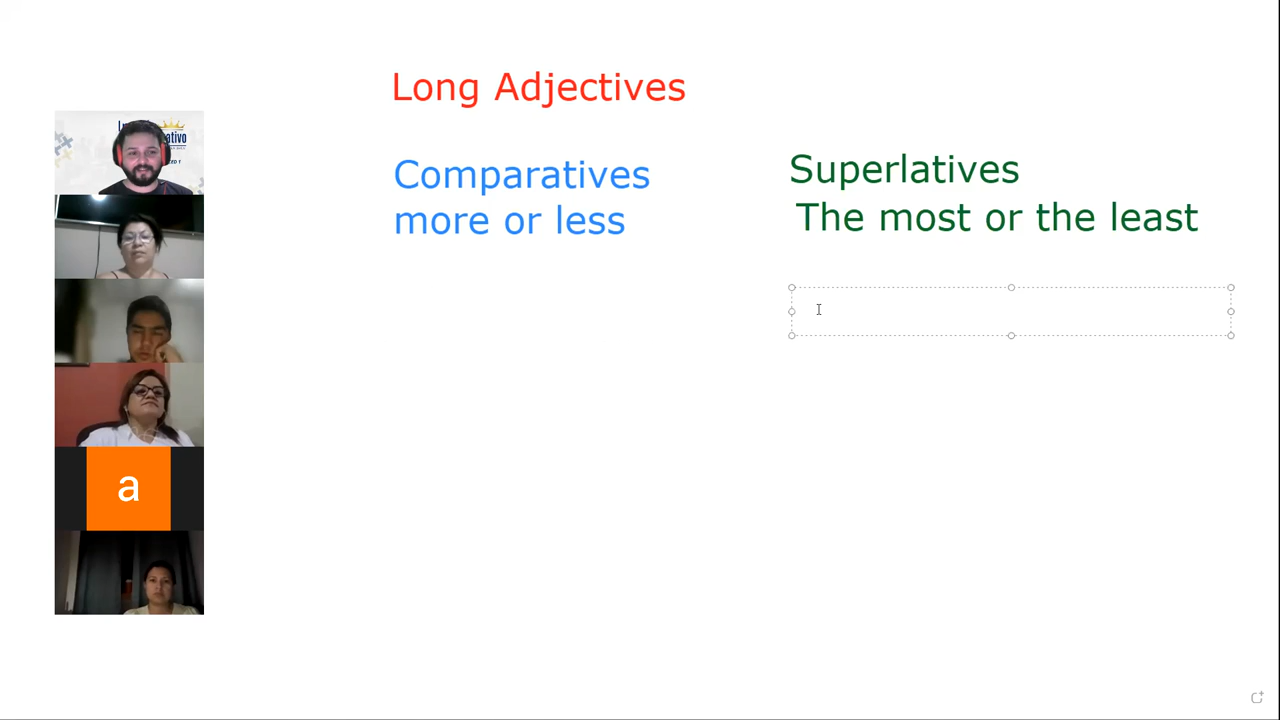 Long Adjectives
Comparatives
more or less
Superlatives
The most or the least
a